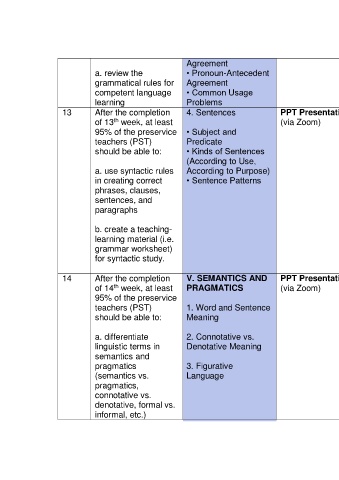 a. review the
grammatical rules for
competent language
learning
Agreement
• Pronoun-Antecedent
Agreement
• Common Usage
Problems
13
After the completion
of 13th week, at least
95% of the preservice
teachers (PST)
should be able to:
a. use syntactic rules
in creating correct
phrases, clauses,
sentences, and
paragraphs
b. create a teaching-
learning material (i.e.
grammar worksheet)
for syntactic study.
4. Sentences
• Subject and
Predicate
• Kinds of Sentences
(According to Use,
According to Purpose)
• Sentence Patterns
PPT Presentati
(via Zoom)
14
After the completion
of 14th week, at least
95% of the preservice
teachers (PST)
should be able to:
a. differentiate
linguistic terms in
semantics and
pragmatics
(semantics vs.
pragmatics,
connotative vs.
denotative, formal vs.
informal, etc.)
V. SEMANTICS AND
PRAGMATICS
1. Word and Sentence
Meaning
2. Connotative vs.
Denotative Meaning
3. Figurative
Language
PPT Presentati
(via Zoom)